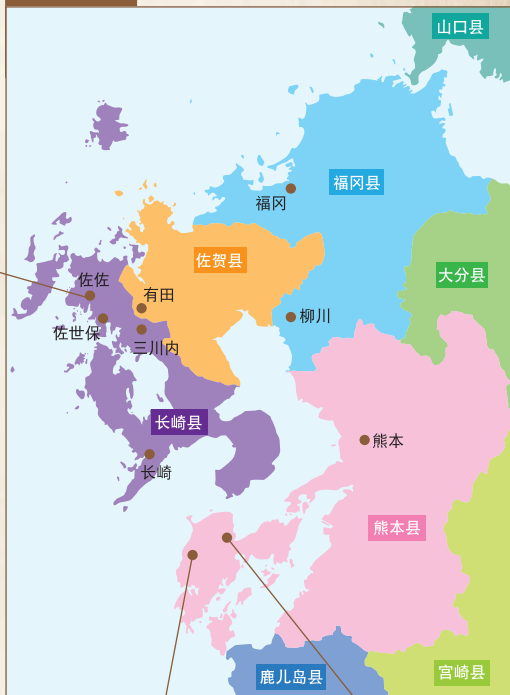 山口县
福冈县
福冈
佐贺县
大分县
佐佐
有田
柳川
佐世保
三川内
长崎县
熊本
长崎
熊本县
宫崎县
鹿儿岛县